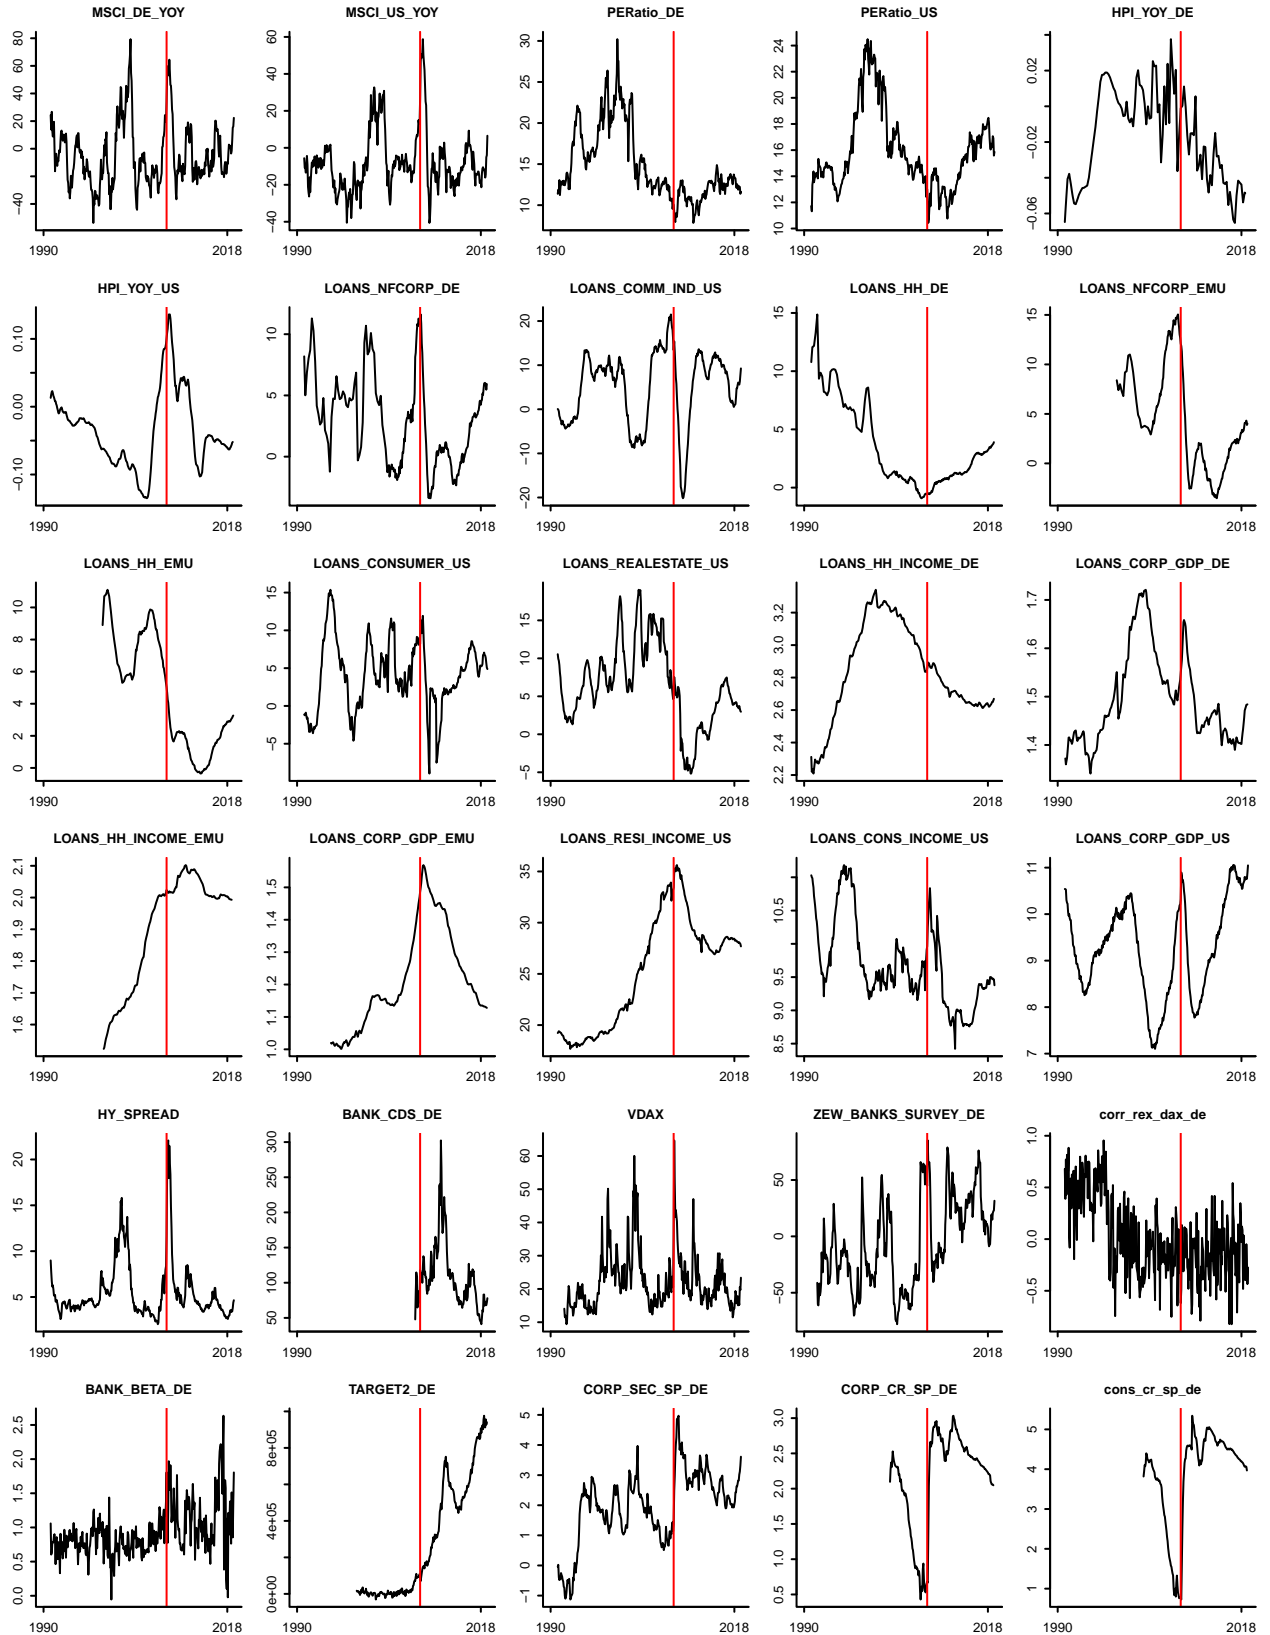 MSCI_DE_YOY
−40 0 20 40 60 80
1990 2018
MSCI_US_YOY
−40 −20 0 20 40 60
1990 2018
PERatio_DE
10 15 20 25 30
1990 2018
PERatio_US
10 12 14 16 18 20 22 24
1990 2018
HPI_YOY_DE
−0.06 −0.02 0.02
1990 2018
HPI_YOY_US
−0.10 0.00 0.10
1990 2018
LOANS_NFCORP_DE
0 5 10
1990 2018
LOANS_COMM_IND_US
−20 −10 0 10 20
1990 2018
LOANS_HH_DE
0 5 10 15
1990 2018
LOANS_NFCORP_EMU
0 5 10 15
1990 2018
LOANS_HH_EMU
0 2 4 6 8 10
1990 2018
LOANS_CONSUMER_US
−5 0 5 10 15
1990 2018
LOANS_REALESTATE_US
−5 0 5 10 15
1990 2018
LOANS_HH_INCOME_DE
2.2 2.4 2.6 2.8 3.0 3.2
1990 2018
LOANS_CORP_GDP_DE
1.4 1.5 1.6 1.7
1990 2018
LOANS_HH_INCOME_EMU
1.6 1.7 1.8 1.9 2.0 2.1
1990 2018
LOANS_CORP_GDP_EMU
1.0 1.1 1.2 1.3 1.4 1.5
1990 2018
LOANS_RESI_INCOME_US
20 25 30 35
1990 2018
LOANS_CONS_INCOME_US
8.5 9.0 9.5 10.5
1990 2018
LOANS_CORP_GDP_US
7 8 9 10 11
1990 2018
HY_SPREAD
5 10 15 20
1990 2018
BANK_CDS_DE
50 100 150 200 250 300
1990 2018
VDAX
10 20 30 40 50 60
1990 2018
ZEW_BANKS_SURVEY_DE
−50 0 50
1990 2018
corr_rex_dax_de
−0.5 0.0 0.5 1.0
1990 2018
BANK_BETA_DE
0.0 0.5 1.0 1.5 2.0 2.5
1990 2018
TARGET2_DE
0e+00 4e+05 8e+05
1990 2018
CORP_SEC_SP_DE
−1 0 1 2 3 4 5
1990 2018
CORP_CR_SP_DE
0.5 1.0 1.5 2.0 2.5 3.0
1990 2018
cons_cr_sp_de
1 2 3 4 5
1990 2018